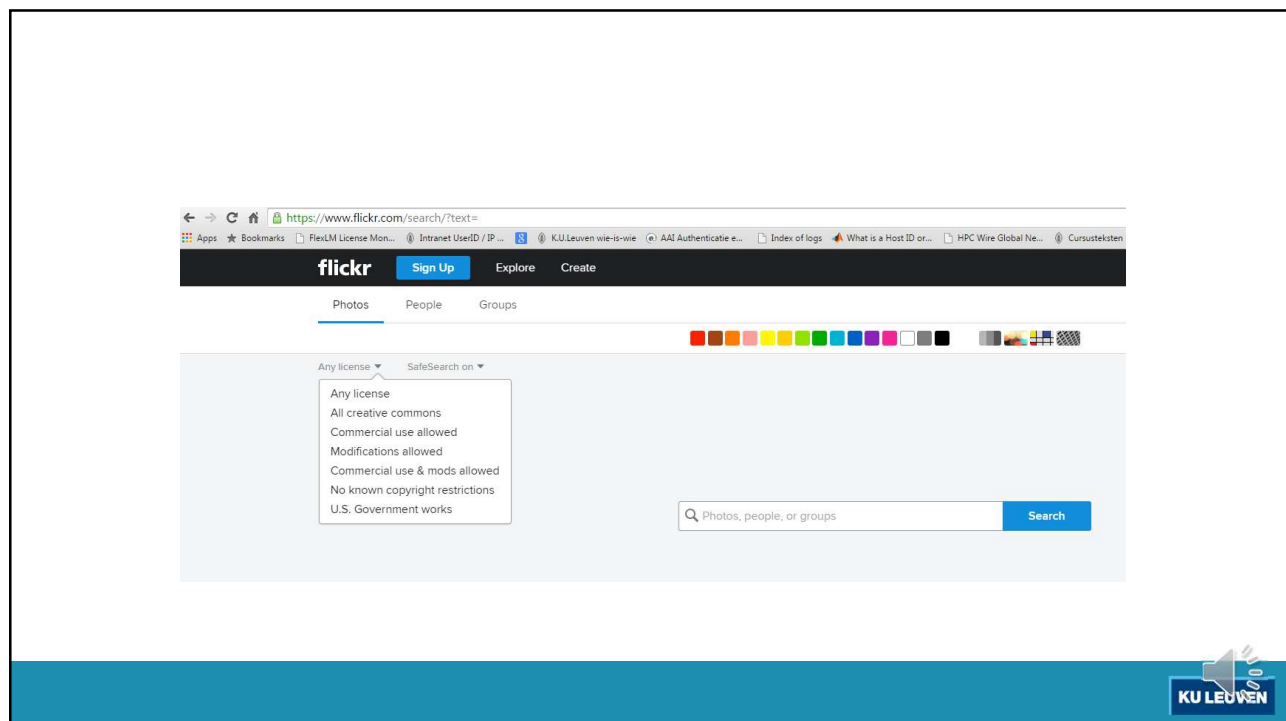 https://www.flickr.com/search/?text=
Apps Bookmarks FlexLM License Mon... Intranet UserID / IP ... 8 K.U.Leuven wie-is-wie AAI Authenticatie e... Index of logs What is a Host ID or... HPC Wire Global Ne... Cursusteksten
flickr Sign Up Explore Create
Photos People Groups
Any license SafeSearch on
Any license
All creative commons
Commercial use allowed
Modifications allowed
Commercial use & mods allowed
No known copyright restrictions
U.S. Government works
Photos, people, or groups Search
KU LEUVEN